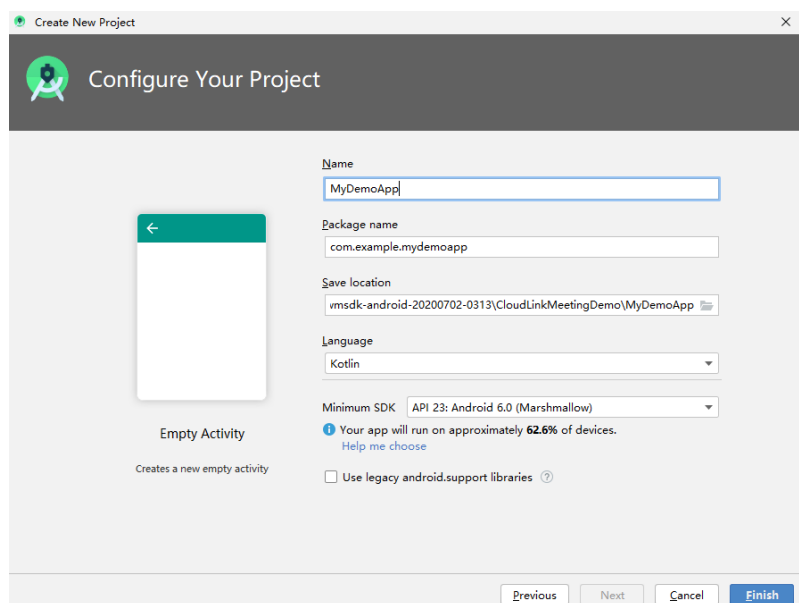 Create New Project
Configure Your Project
Name
MyDemoApp
Package name
com.example.mydemoapp
Save location
vmsdk-android-20200702-0313\CloudLinkMeetingDemo\MyDemoApp
Language
Kotlin
Minimum SDK API 23: Android 6.0 (Marshmallow)
Your app will run on approximately 62.6% of devices.
Help me choose
Use legacy android.support libraries ?
Empty Activity
Creates a new empty activity
Previous Next Cancel Finish